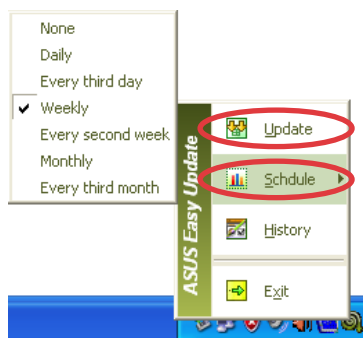 None
Daily
Every third day
Weekly
Every second week
Monthly
Every third month
ASUS Easy Update
Update
Schdule
History
Exit